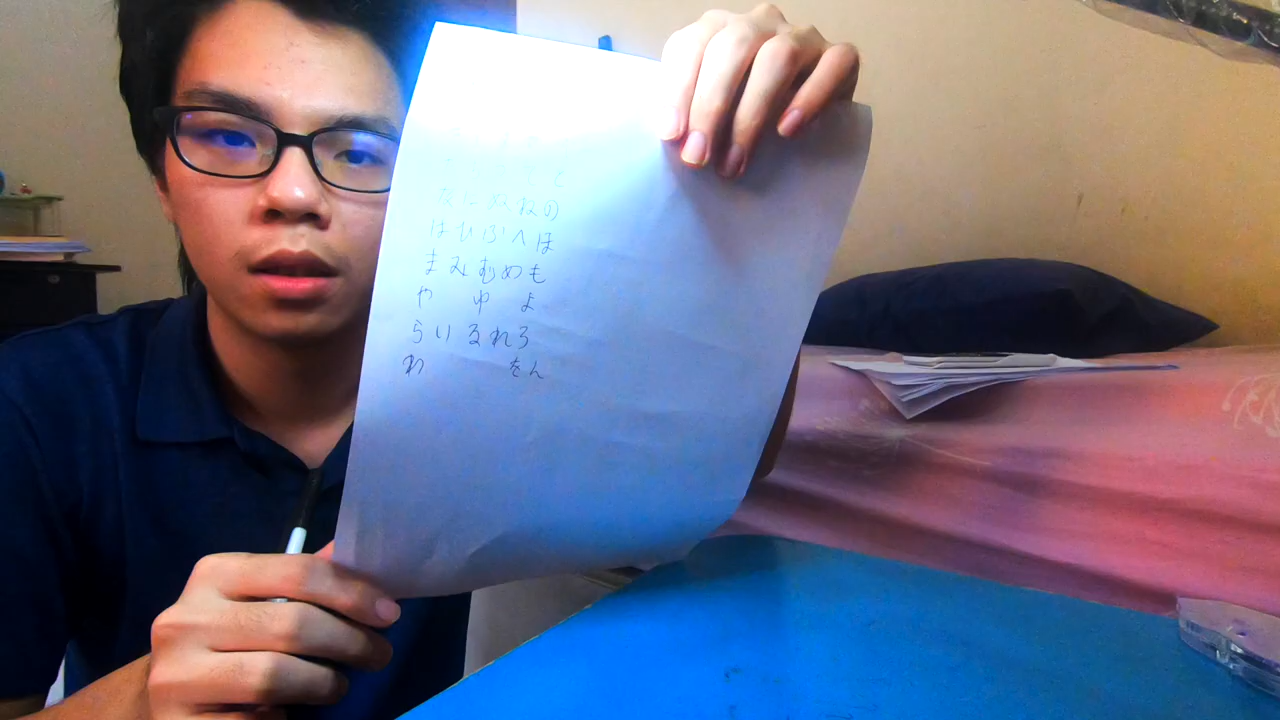 なにぬねの
はひふへほ
まみむめも
や ゆ よ
らりるれろ
わ をん